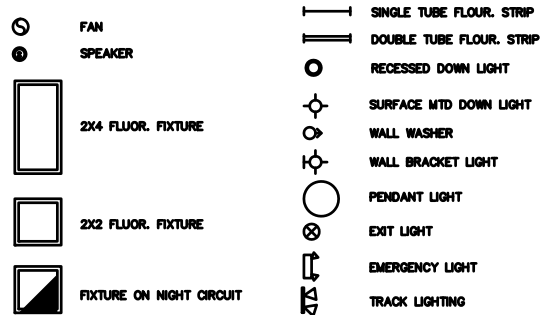 FAN
SPEAKER
2X4 FLUOR. FIXTURE
2X2 FLUOR. FIXTURE
FIXTURE ON NIGHT CIRCUIT
SINGLE TUBE FLOUR. STRIP
DOUBLE TUBE FLOUR. STRIP
RECESSED DOWN LIGHT
SURFACE MTD DOWN LIGHT
WALL WASHER
WALL BRACKET LIGHT
PENDANT LIGHT
EXIT LIGHT
EMERGENCY LIGHT
TRACK LIGHTING